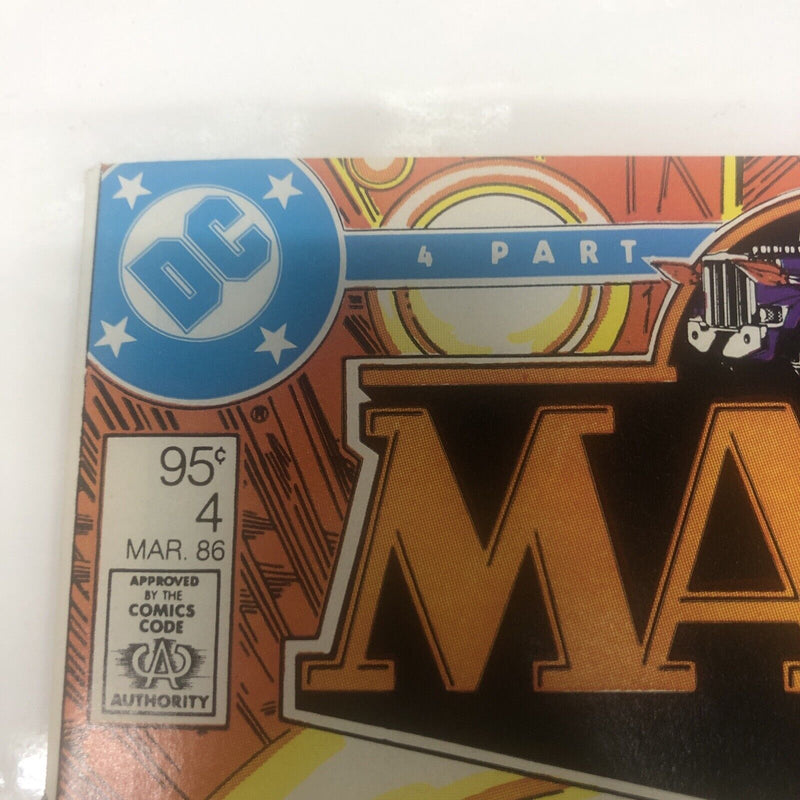 DC
4 PART
®
MA
95¢
4
MAR. 86
APPROVED
BY THE
COMICS
CODE
CA
AUTHORITY